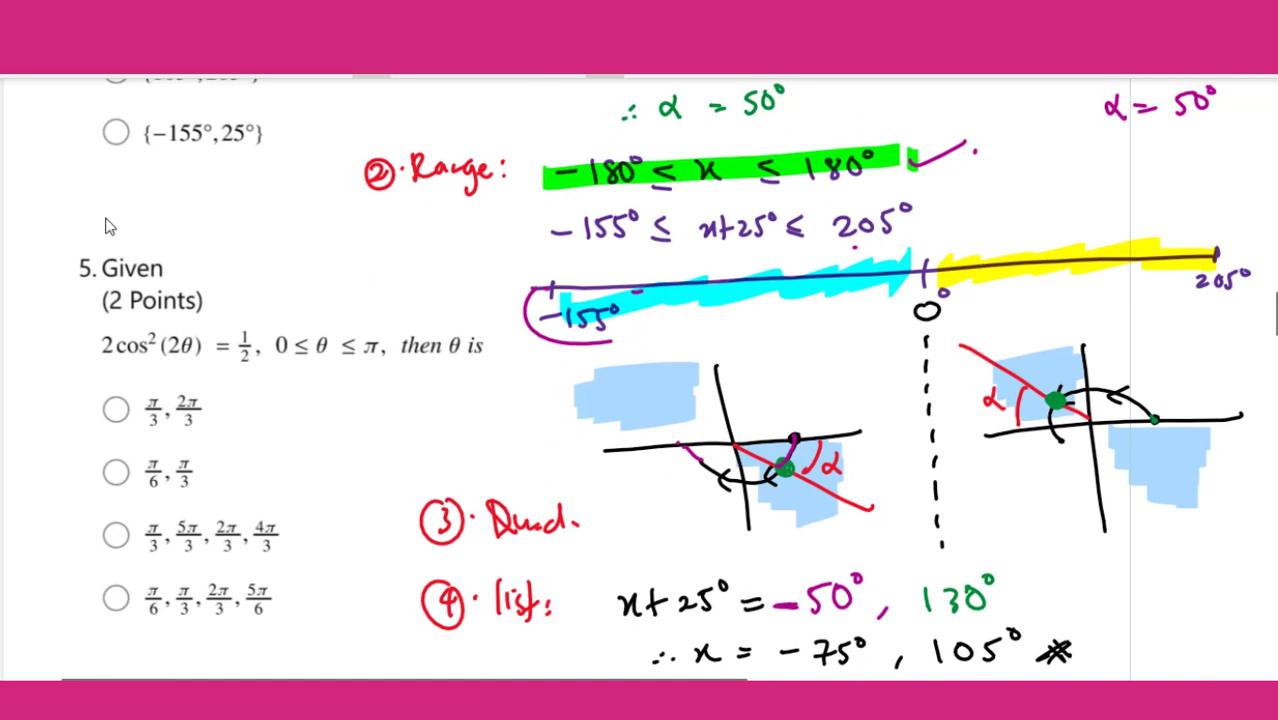 ∴ α = 50°
α = 50°
{−155°, 25°}
② · Range: −180° ≤ x ≤ 180°
−155° ≤ x+25° ≤ 205°
−155° 0 205°
5. Given
(2 Points)
2 cos² (2θ) = 1/2, 0 ≤ θ ≤ π, then θ is
π/3, 2π/3
π/6, π/3
π/3, 5π/3, 2π/3, 4π/3
π/6, π/3, 2π/3, 5π/6
α
α
③ · Quad.
④ · list: x+25° = −50°, 130°
∴ x = −75°, 105°